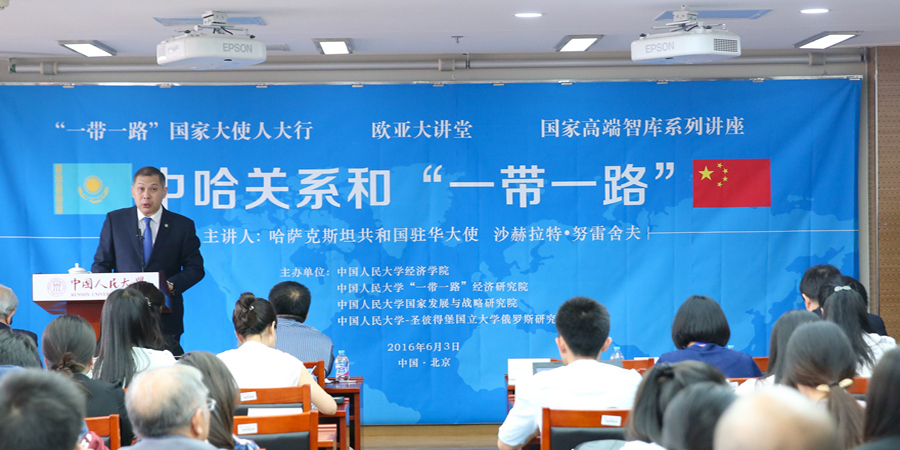 EPSON
EPSON
“一带一路”国家大使人大行 欧亚大讲堂 国家高端智库系列讲座
中哈关系和“一带一路”
主讲人：哈萨克斯坦共和国驻华大使 沙赫拉特•努雷舍夫
主办单位：中国人民大学经济学院
中国人民大学“一带一路”经济研究院
中国人民大学国家发展与战略研究院
中国人民大学-圣彼得堡国立大学俄罗斯研究
2016年6月3日
中国·北京
中国人民大学